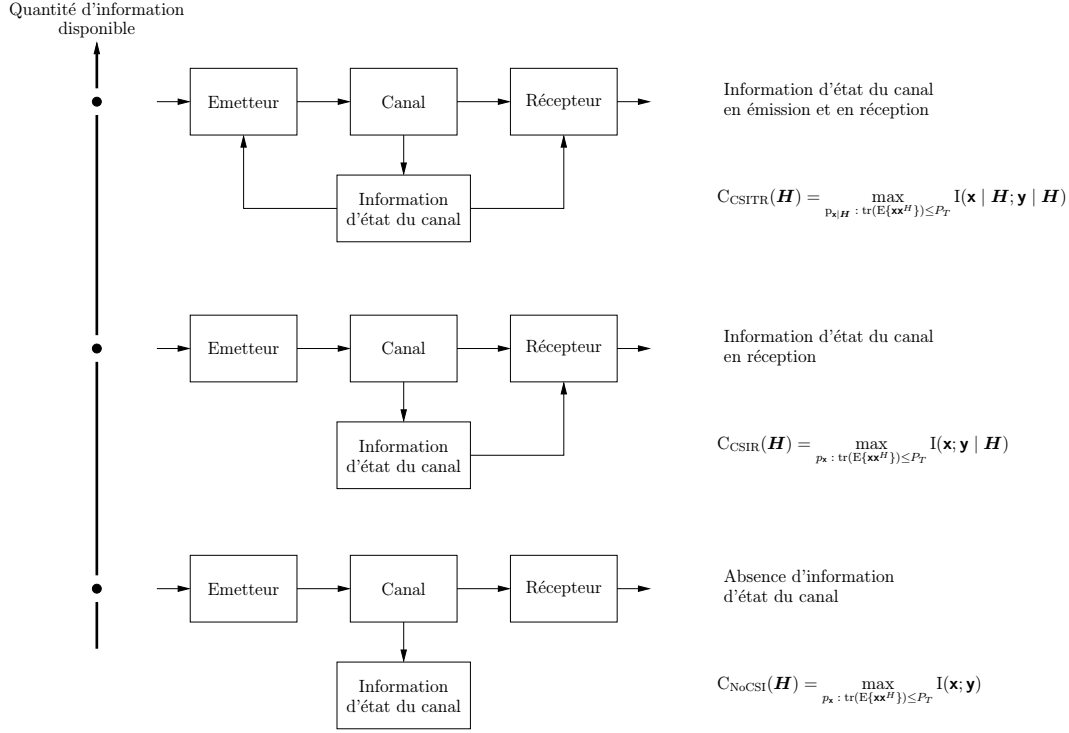 Quantité d'information
disponible
Emetteur
Canal
Récepteur
Information
d'état du canal
Information d'état du canal
en émission et en réception
C_CSITR(H) = max_{p_{x|H} : tr(E{xx^H})≤P_T} I(x | H; y | H)
Emetteur
Canal
Récepteur
Information
d'état du canal
Information d'état du canal
en réception
C_CSIR(H) = max_{p_x : tr(E{xx^H})≤P_T} I(x; y | H)
Emetteur
Canal
Récepteur
Information
d'état du canal
Absence d'information
d'état du canal
C_NoCSI(H) = max_{p_x : tr(E{xx^H})≤P_T} I(x; y)